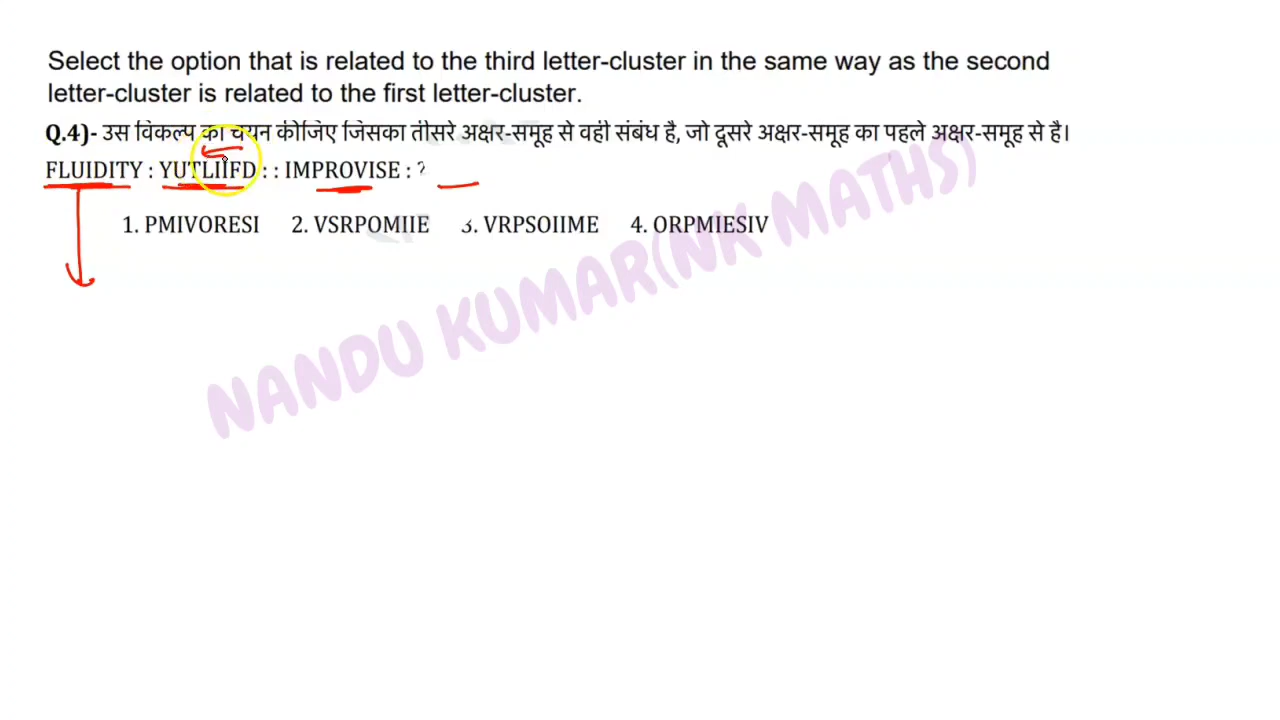 Select the option that is related to the third letter-cluster in the same way as the second
letter-cluster is related to the first letter-cluster.
Q.4)- उस विकल्प का चयन कीजिए जिसका तीसरे अक्षर-समूह से वही संबंध है, जो दूसरे अक्षर-समूह का पहले अक्षर-समूह से है।
FLUIDITY : YUTLIIFD : : IMPROVISE : ?
1. PMIVORESI 2. VSRPOMIIE 3. VRPSOIIME 4. ORPMIESIV
NANDU KUMAR(NK MATHS)